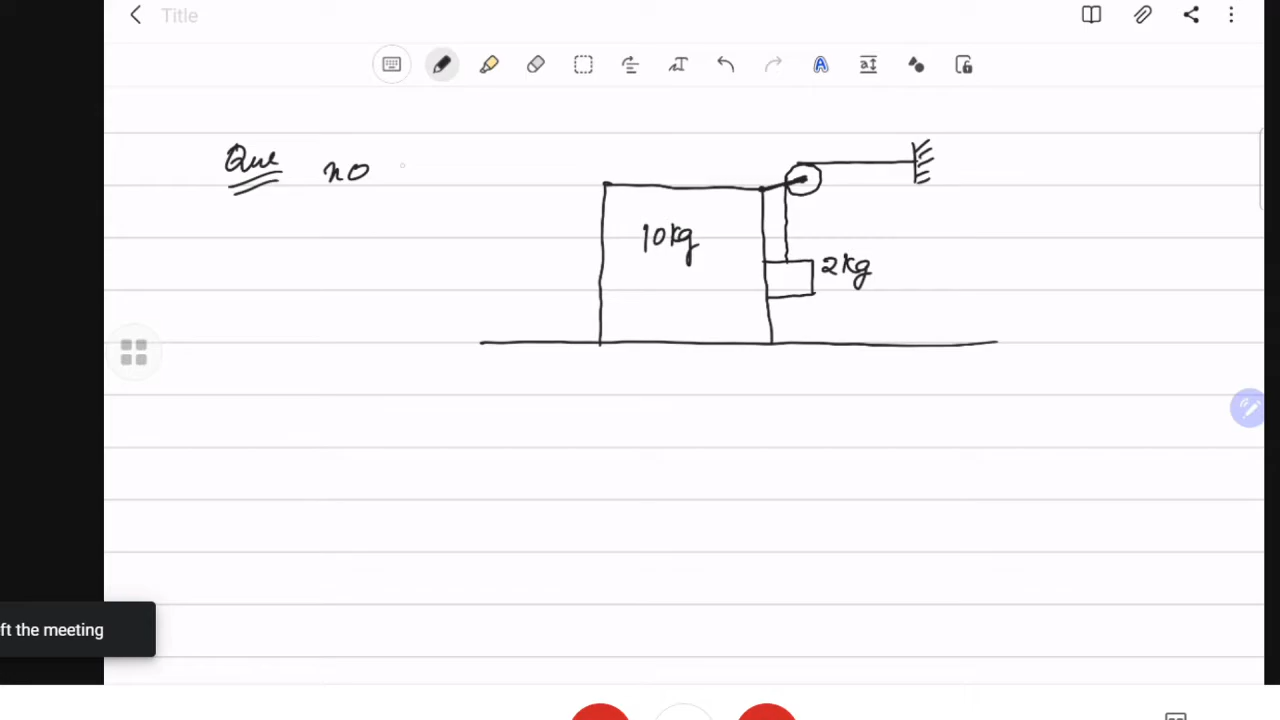 Title
Que no
10kg
2kg
ft the meeting